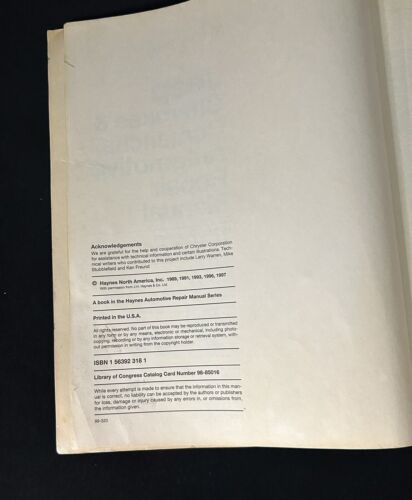 Acknowledgements
We are grateful for the help and cooperation of Chrysler Corporation
for assistance with technical information and certain illustrations. Tech-
nical writers who contributed to this project include Larry Warren, Mike
Stubblefield and Ken Freund
© Haynes North America, Inc. 1989, 1991, 1993, 1996, 1997
With permission from J.H. Haynes & Co. Ltd.
A book in the Haynes Automotive Repair Manual Series
Printed in the U.S.A.
All rights reserved. No part of this book may be reproduced or transmitted
in any form or by any means, electronic or mechanical, including photo-
copying, recording or by any information storage or retrieval system, with-
out permission in writing from the copyright holder.
ISBN 1 56392 318 1
Library of Congress Catalog Card Number 98-85016
While every attempt is made to ensure that the information in this man-
ual is correct, no liability can be accepted by the authors or publishers
for loss, damage or injury caused by any errors in, or omissions from,
the information given.